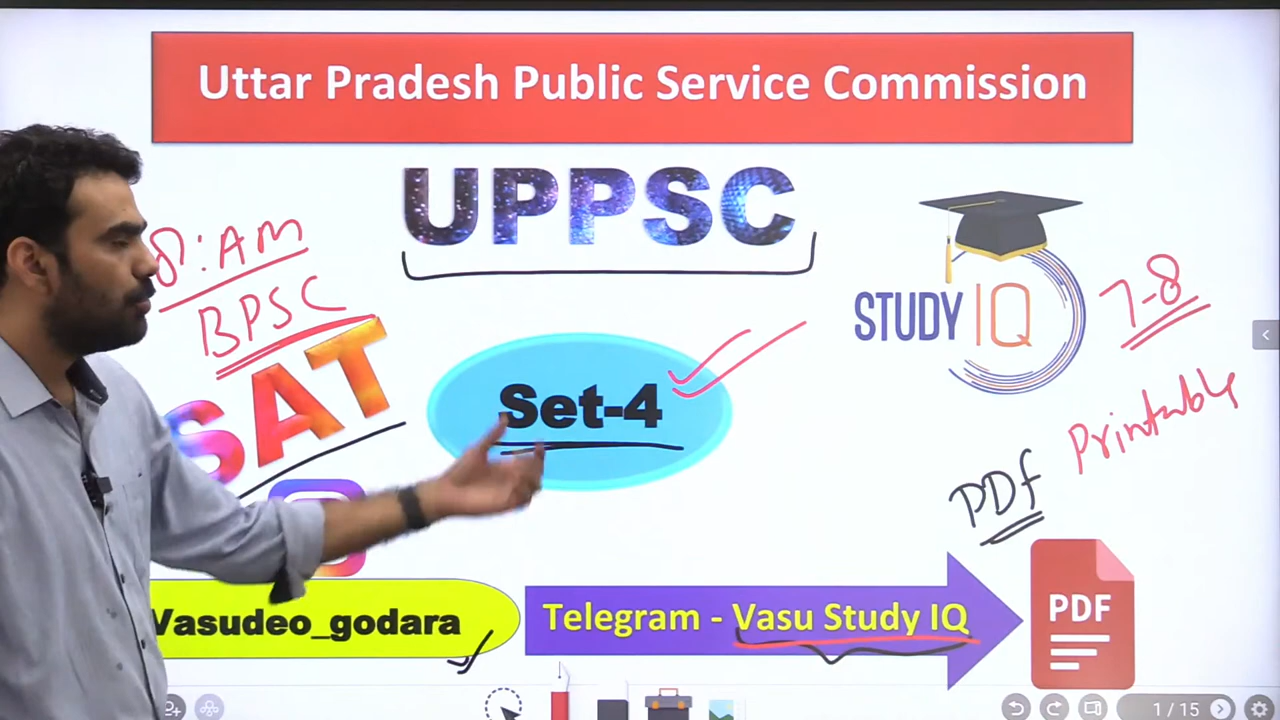 Uttar Pradesh Public Service Commission
UPPSC
8:AM
BPSC
SAT
Set-4
STUDY IQ
7-8
Printable
PDf
Vasudeo_godara
Telegram - Vasu Study IQ
PDF
1/15